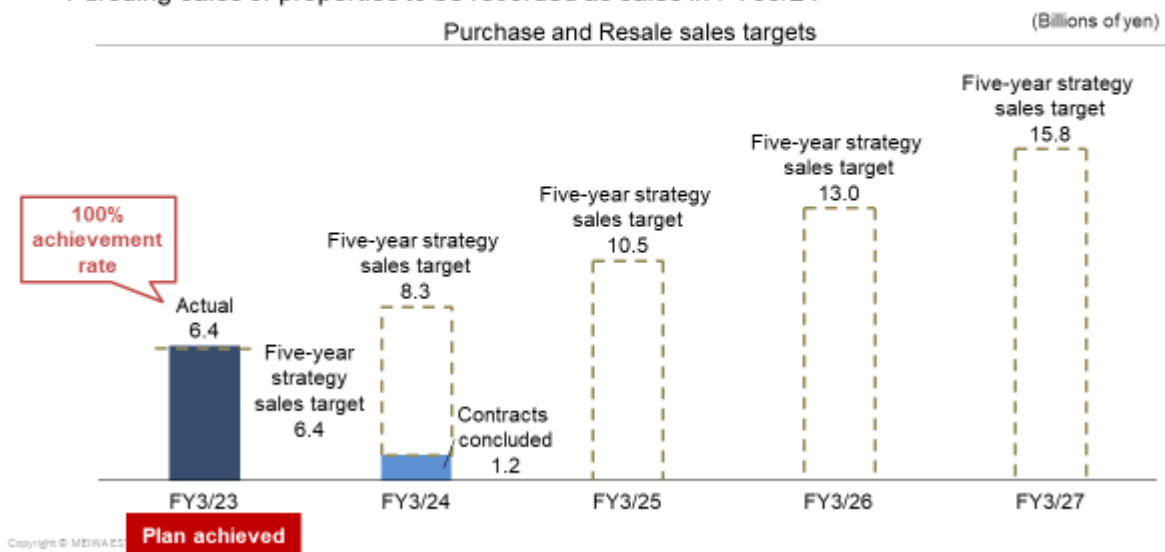 Purchase and Resale sales targets
(Billions of yen)
Five-year strategy
sales target
15.8
Five-year strategy
sales target
13.0
Five-year strategy
sales target
10.5
Five-year strategy
sales target
8.3
100%
achievement
rate
Actual
6.4
Five-year
strategy
sales target
6.4
Contracts
concluded
1.2
FY3/23
FY3/24
FY3/25
FY3/26
FY3/27
Plan achieved
Copyright © MEIWA